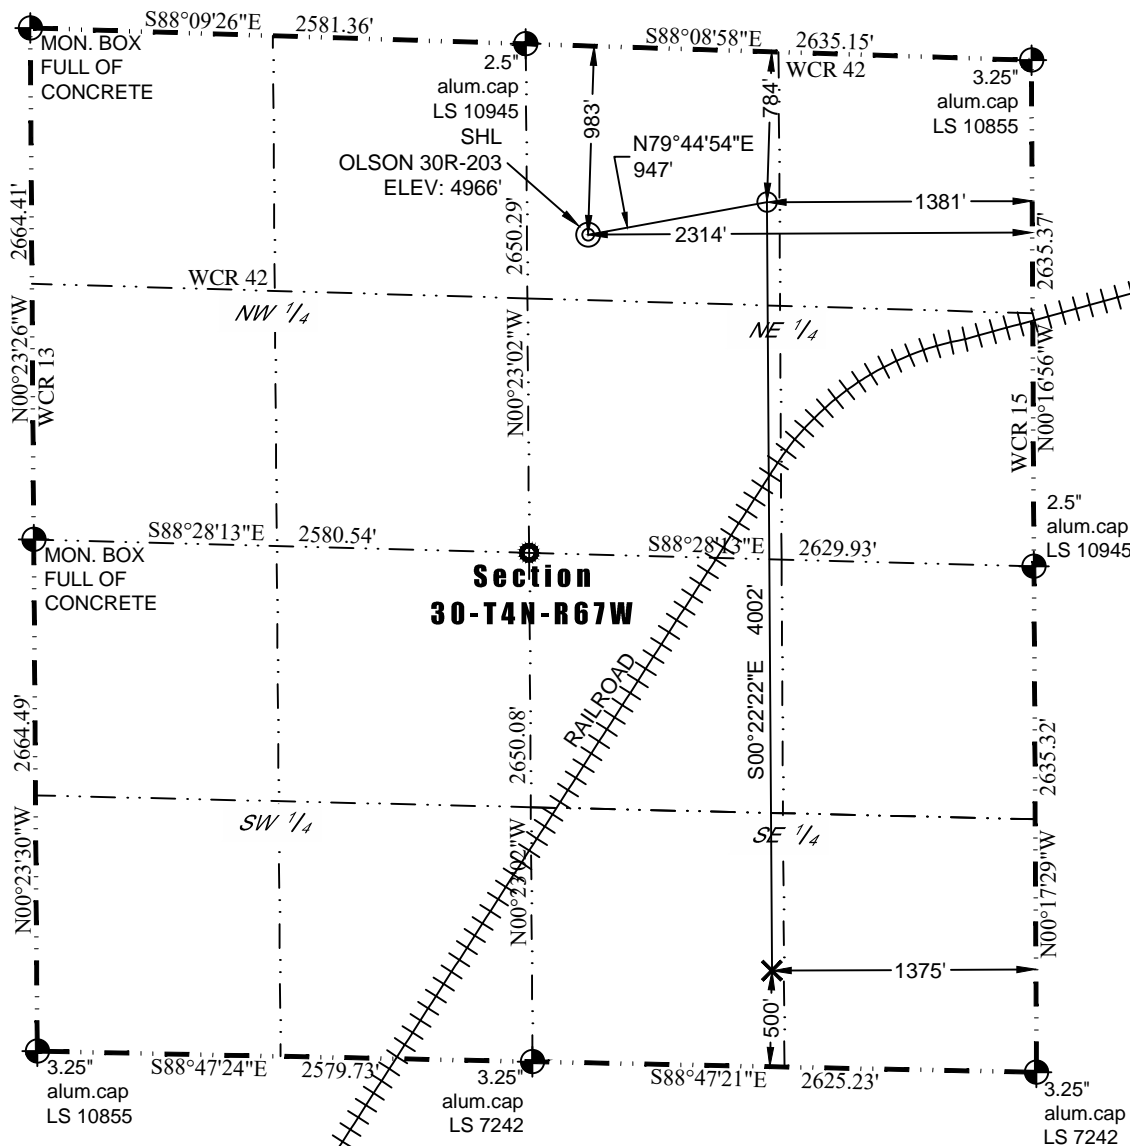 S88°09'26"E 2581.36'
S88°08'58"E 2635.15'
WCR 42
MON. BOX
FULL OF
CONCRETE
2.5"
alum.cap
LS 10945
3.25"
alum.cap
LS 10855
SHL
OLSON 30R-203
ELEV: 4966'
983'
784'
N79°44'54"E
947'
1381'
2314'
2664.41'
N00°23'26"W
WCR 13
2650.29'
N00°23'02"W
2635.37'
N00°16'56"W
WCR 15
WCR 42
NW 1/4
NE 1/4
S88°28'13"E 2580.54'
S88°28'13"E 2629.93'
MON. BOX
FULL OF
CONCRETE
2.5"
alum.cap
LS 10945
Section
30-T4N-R67W
RAILROAD
S00°22'22"E 4002'
2664.49'
N00°23'30"W
2650.08'
N00°23'02"W
2635.32'
N00°17'29"W
SW 1/4
SE 1/4
1375'
500'
S88°47'24"E 2579.73'
S88°47'21"E 2625.23'
3.25"
alum.cap
LS 10855
3.25"
alum.cap
LS 7242
3.25"
alum.cap
LS 7242